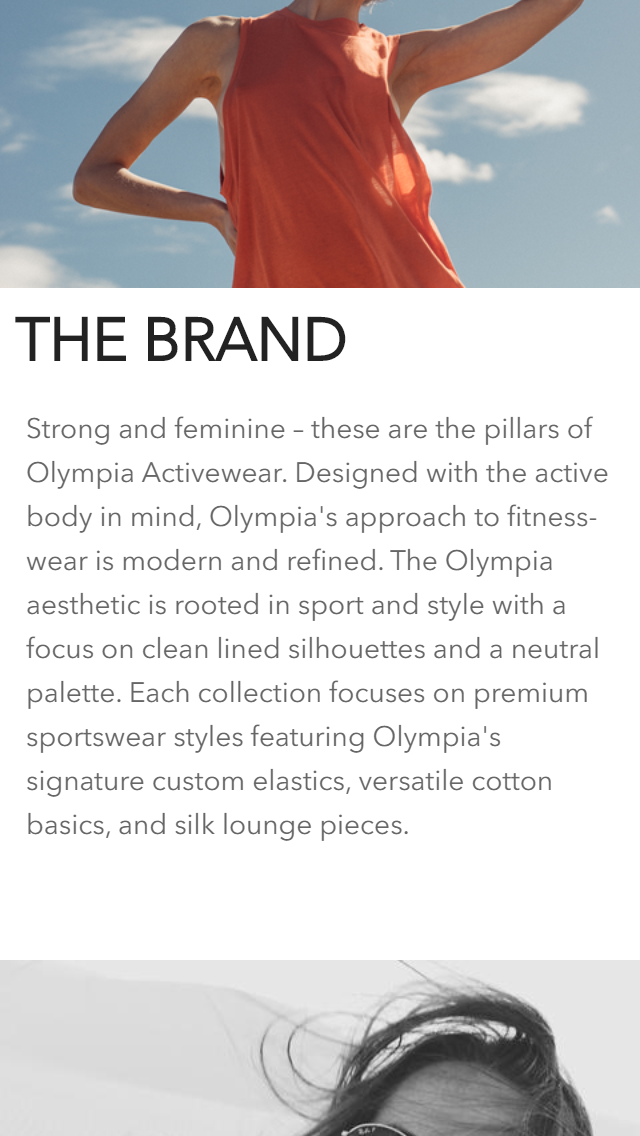 THE BRAND
Strong and feminine – these are the pillars of
Olympia Activewear. Designed with the active
body in mind, Olympia's approach to fitness-
wear is modern and refined. The Olympia
aesthetic is rooted in sport and style with a
focus on clean lined silhouettes and a neutral
palette. Each collection focuses on premium
sportswear styles featuring Olympia's
signature custom elastics, versatile cotton
basics, and silk lounge pieces.